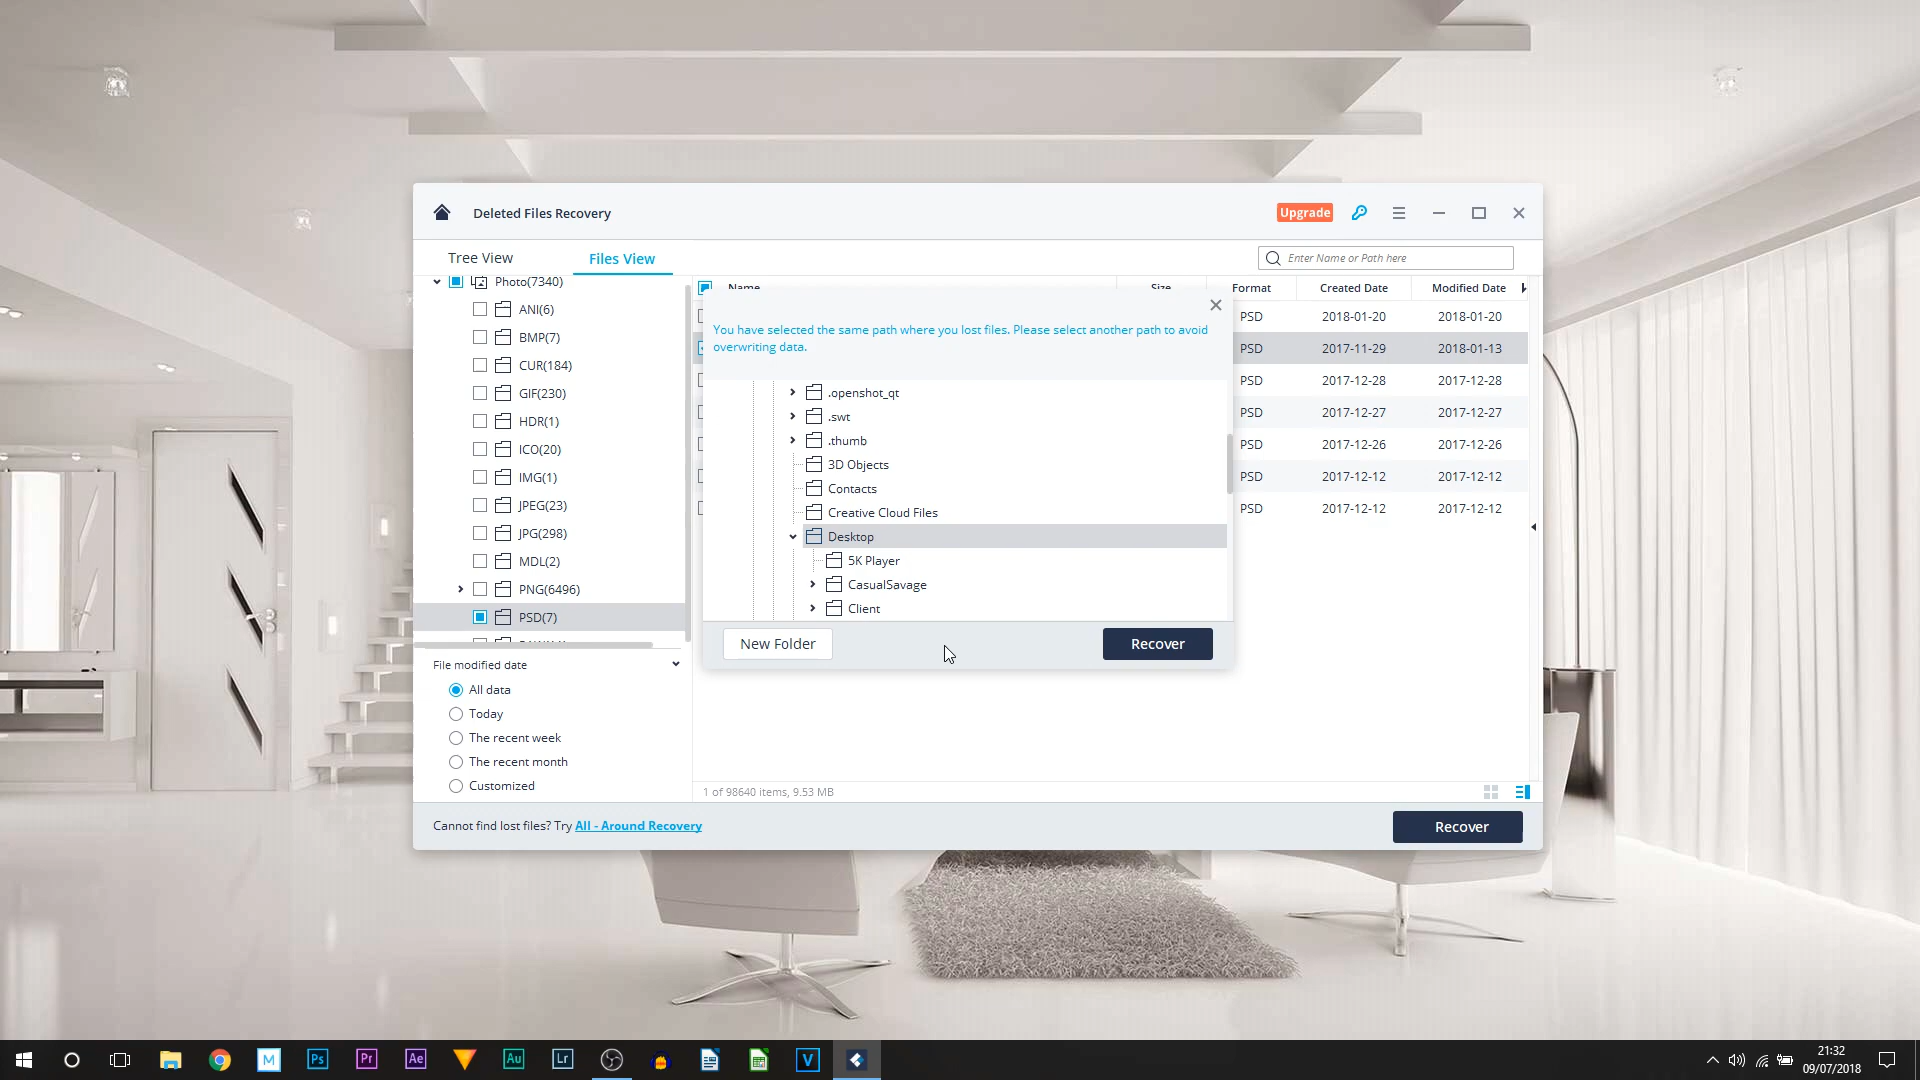 Deleted Files Recovery
Upgrade
Tree View
Files View
Enter Name or Path here
Photo(7340)
ANI(6)
BMP(7)
CUR(184)
GIF(230)
HDR(1)
ICO(20)
IMG(1)
JPEG(23)
JPG(298)
MDL(2)
PNG(6496)
PSD(7)
File modified date
All data
Today
The recent week
The recent month
Customized
Name Size Format Created Date Modified Date
PSD 2018-01-20 2018-01-20
PSD 2017-11-29 2018-01-13
PSD 2017-12-28 2017-12-28
PSD 2017-12-27 2017-12-27
PSD 2017-12-26 2017-12-26
PSD 2017-12-12 2017-12-12
PSD 2017-12-12 2017-12-12
You have selected the same path where you lost files. Please select another path to avoid
overwriting data.
.openshot_qt
.swt
.thumb
3D Objects
Contacts
Creative Cloud Files
Desktop
5K Player
CasualSavage
Client
New Folder
Recover
1 of 98640 items, 9.53 MB
Cannot find lost files? Try All - Around Recovery
Recover
M
Ps
Pr
Ae
Au
Lr
V
21:32
09/07/2018